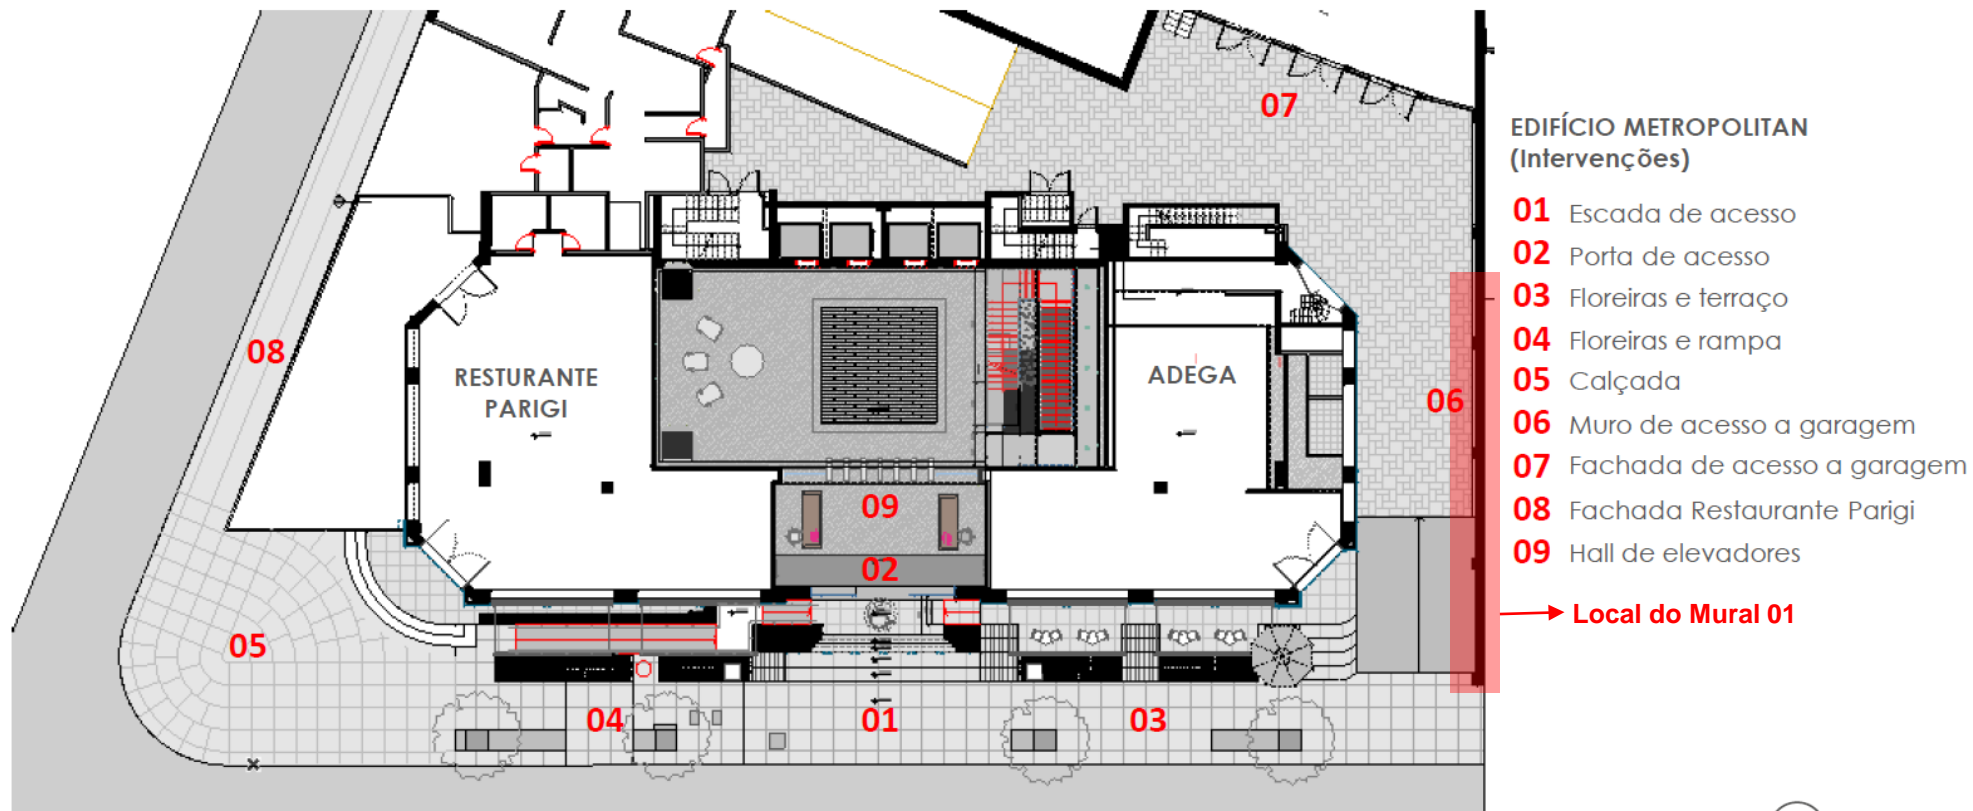 07
EDIFÍCIO METROPOLITAN
(Intervenções)
01 Escada de acesso
02 Porta de acesso
03 Floreiras e terraço
04 Floreiras e rampa
05 Calçada
06 Muro de acesso a garagem
07 Fachada de acesso a garagem
08 Fachada Restaurante Parigi
09 Hall de elevadores
Local do Mural 01
08
RESTURANTE
PARIGI
ADEGA
06
09
02
05
04
01
03